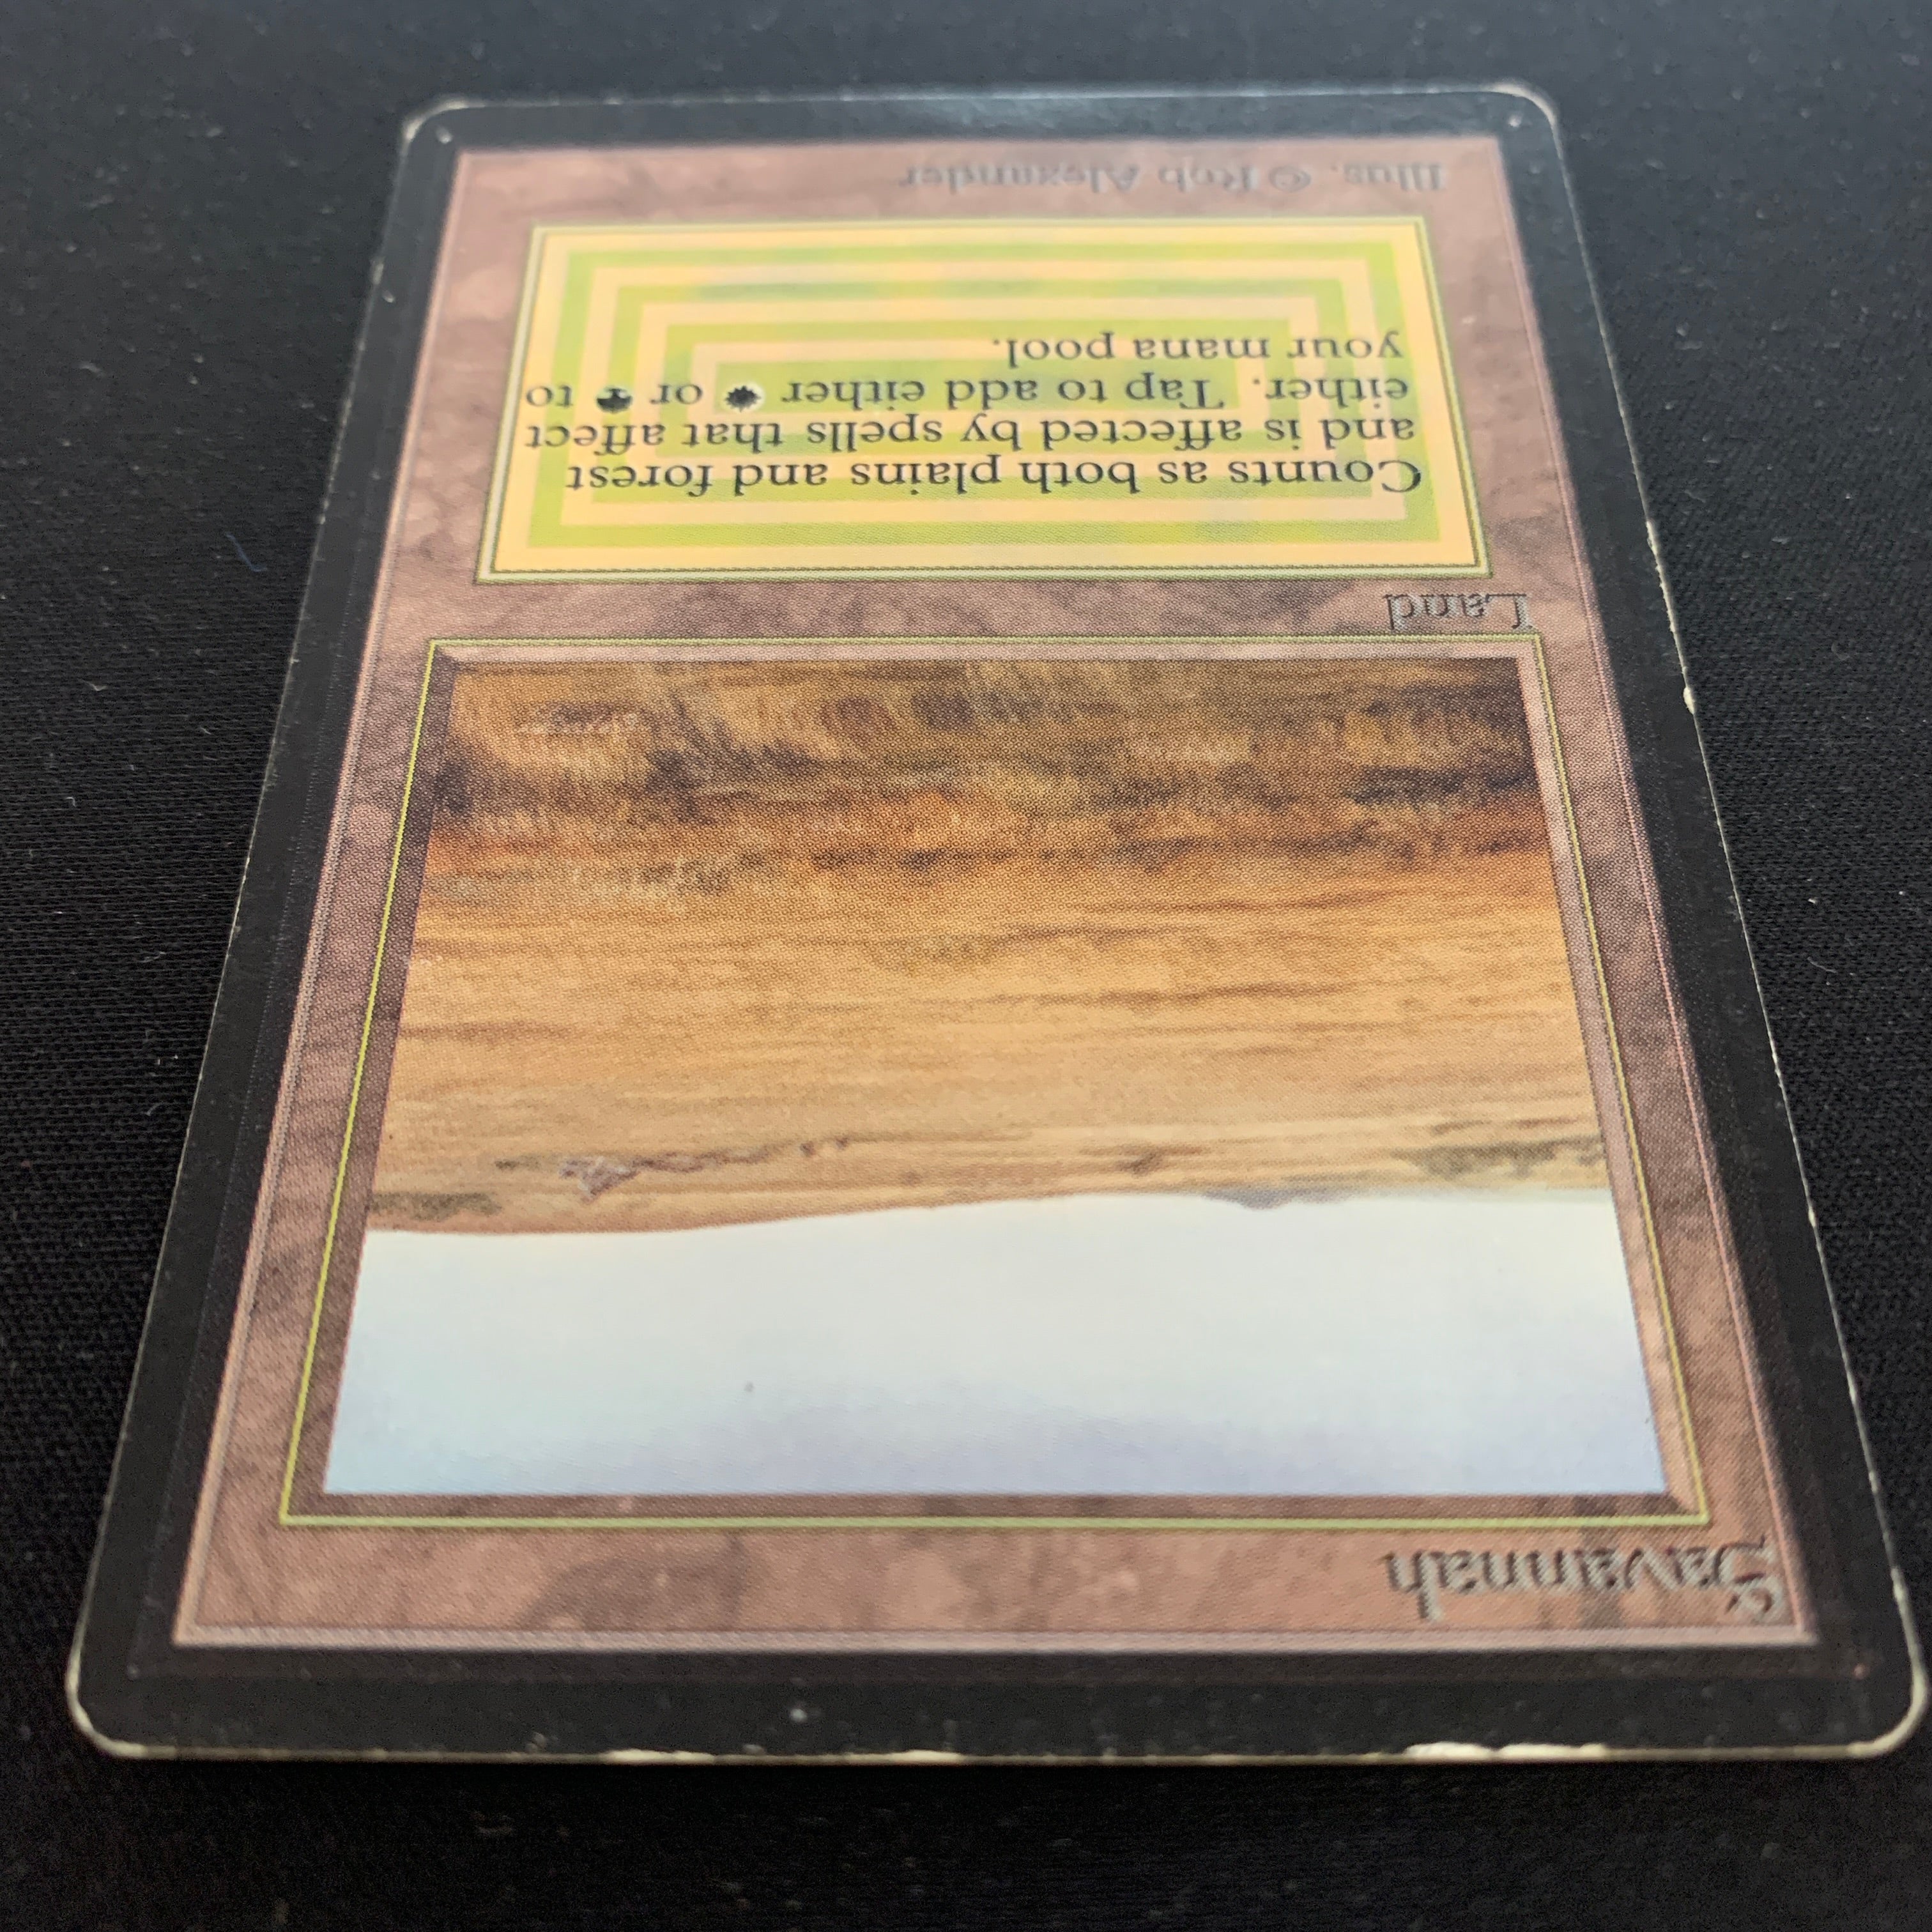 Savannah
Land
Counts as both plains and forest
and is affected by spells that affect
either. Tap to add either or to
your mana pool.
Illus. © Rob Alexander